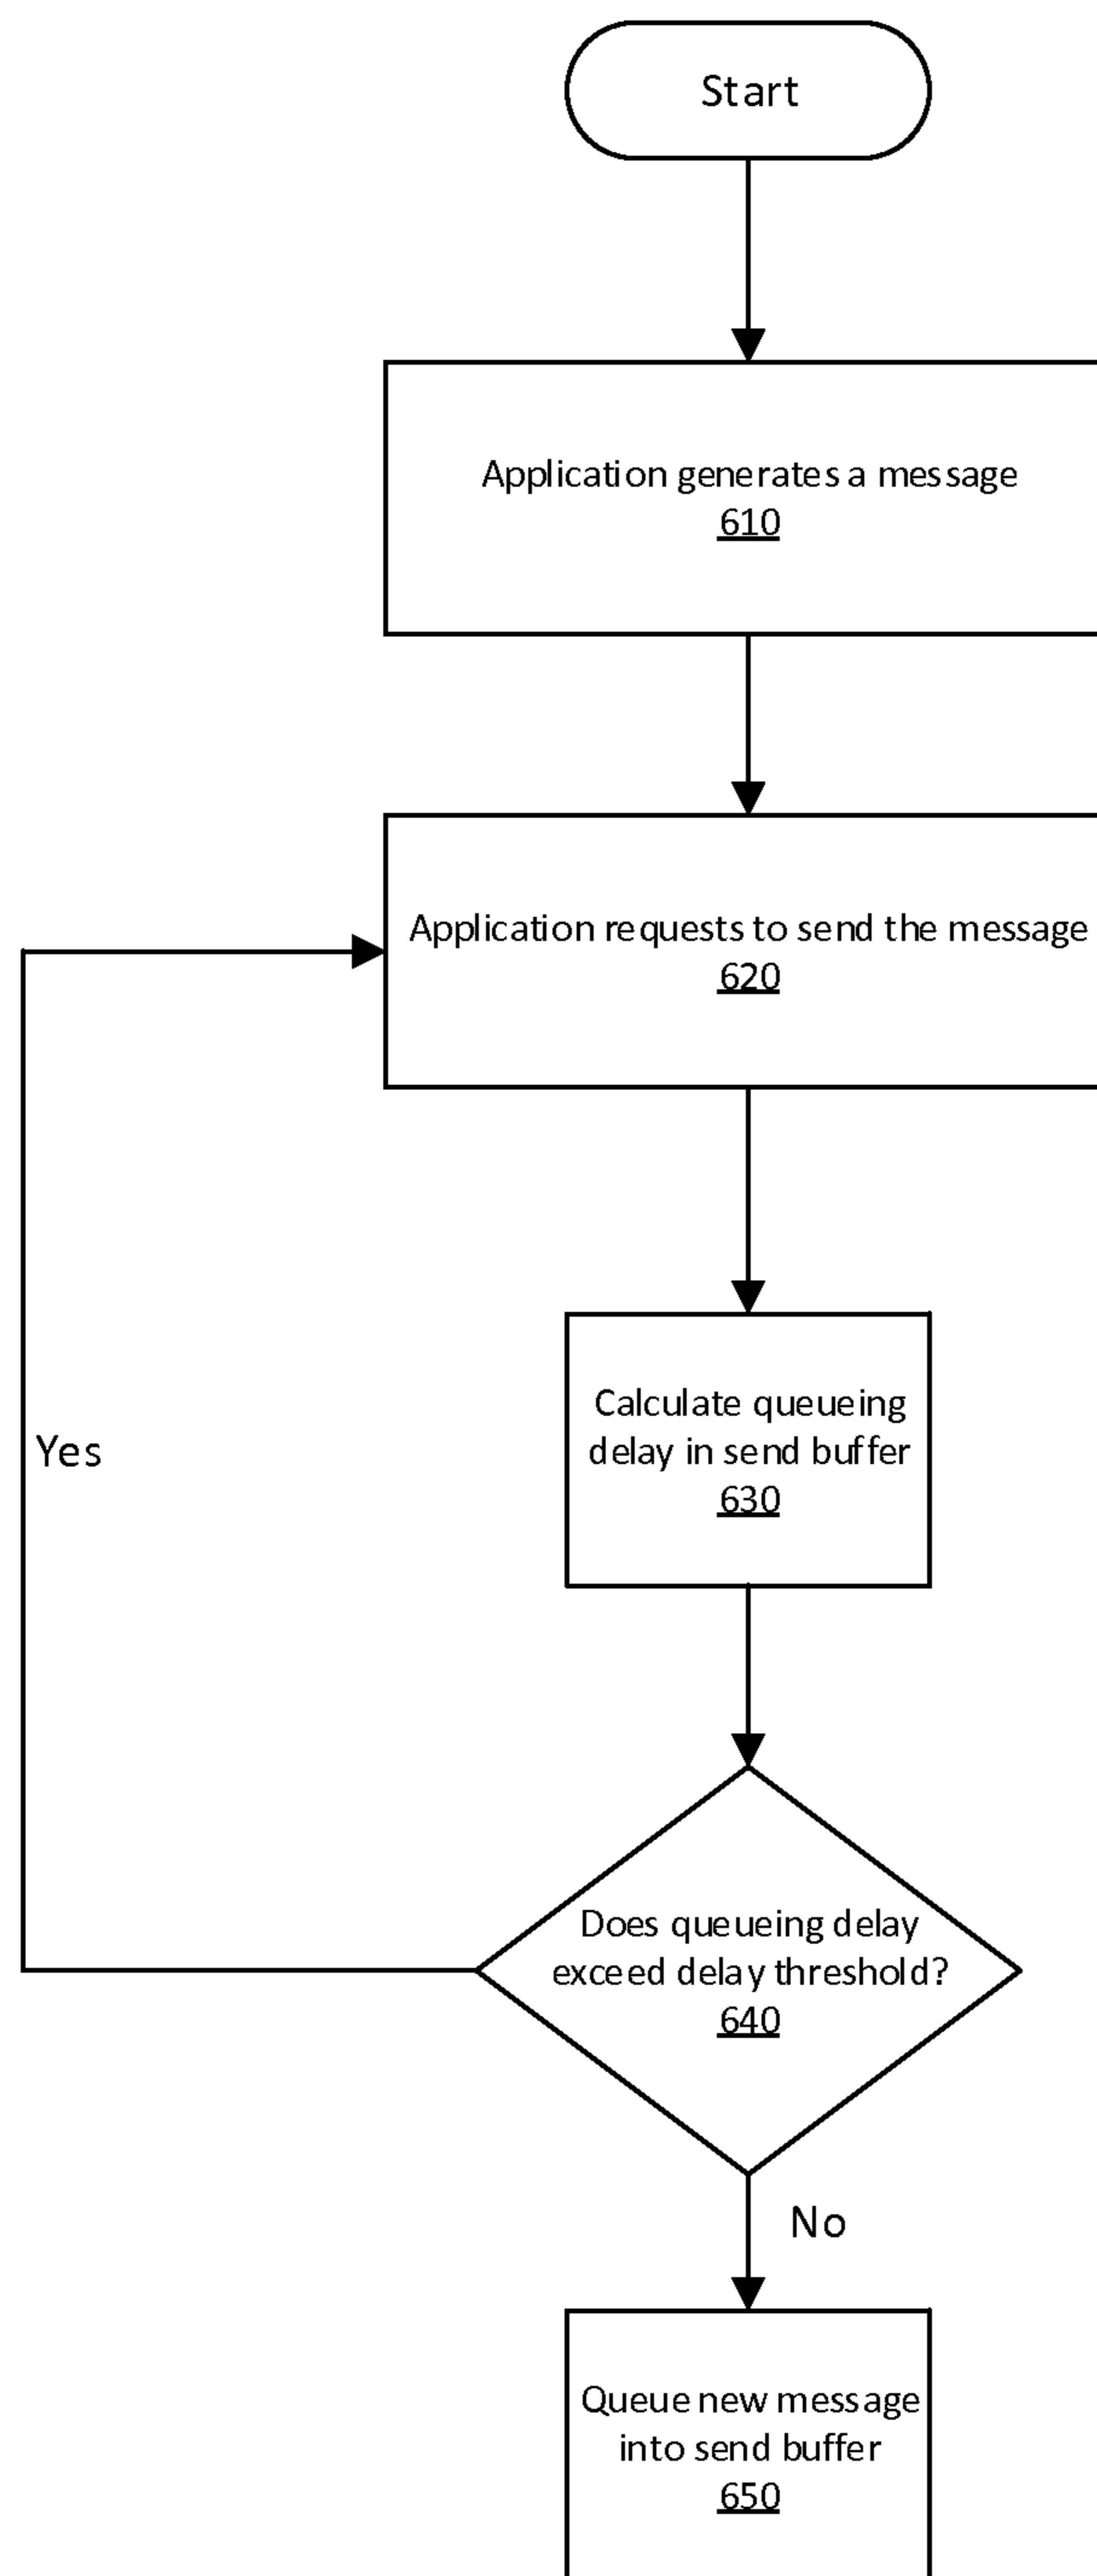 Start
Application generates a message
610
Application requests to send the message
620
Calculate queueing
delay in send buffer
630
Yes
Does queueing delay
exceed delay threshold?
640
No
Queue new message
into send buffer
650